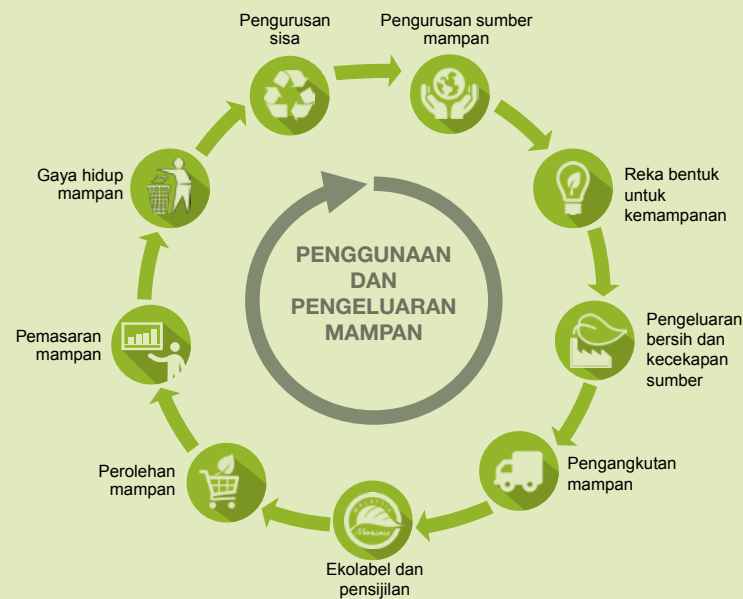 Pengurusan
sisa
Pengurusan sumber
mampan
Reka bentuk
untuk
kemampanan
Pengeluaran
bersih dan
kecekapan
sumber
Pengangkutan
mampan
MALAYSIA
Ekolabel dan
pensijilan
Perolehan
mampan
Pemasaran
mampan
Gaya hidup
mampan
PENGGUNAAN
DAN
PENGELUARAN
MAMPAN